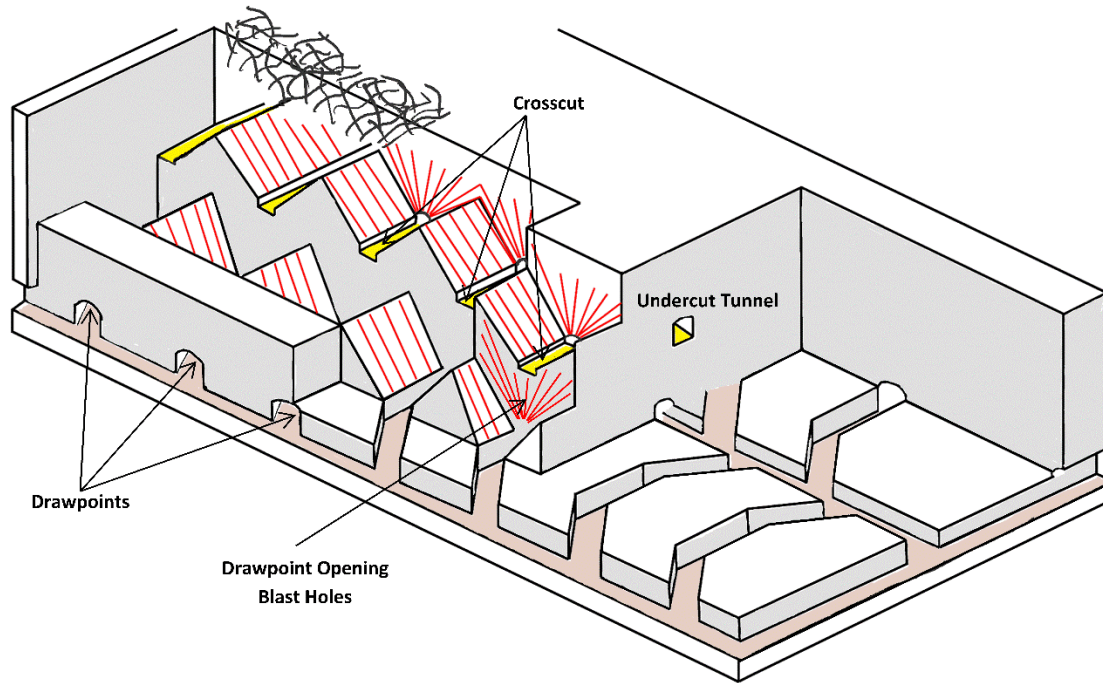 Crosscut
Undercut Tunnel
Drawpoints
Drawpoint Opening
Blast Holes